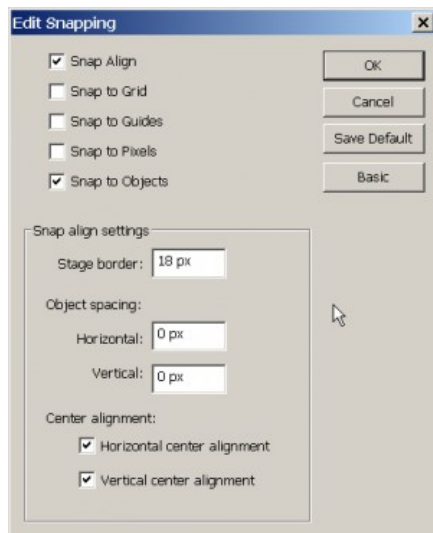 Edit Snapping
Snap Align
Snap to Grid
Snap to Guides
Snap to Pixels
Snap to Objects
OK
Cancel
Save Default
Basic
Snap align settings
Stage border: 18 px
Object spacing:
Horizontal: 0 px
Vertical: 0 px
Center alignment:
Horizontal center alignment
Vertical center alignment